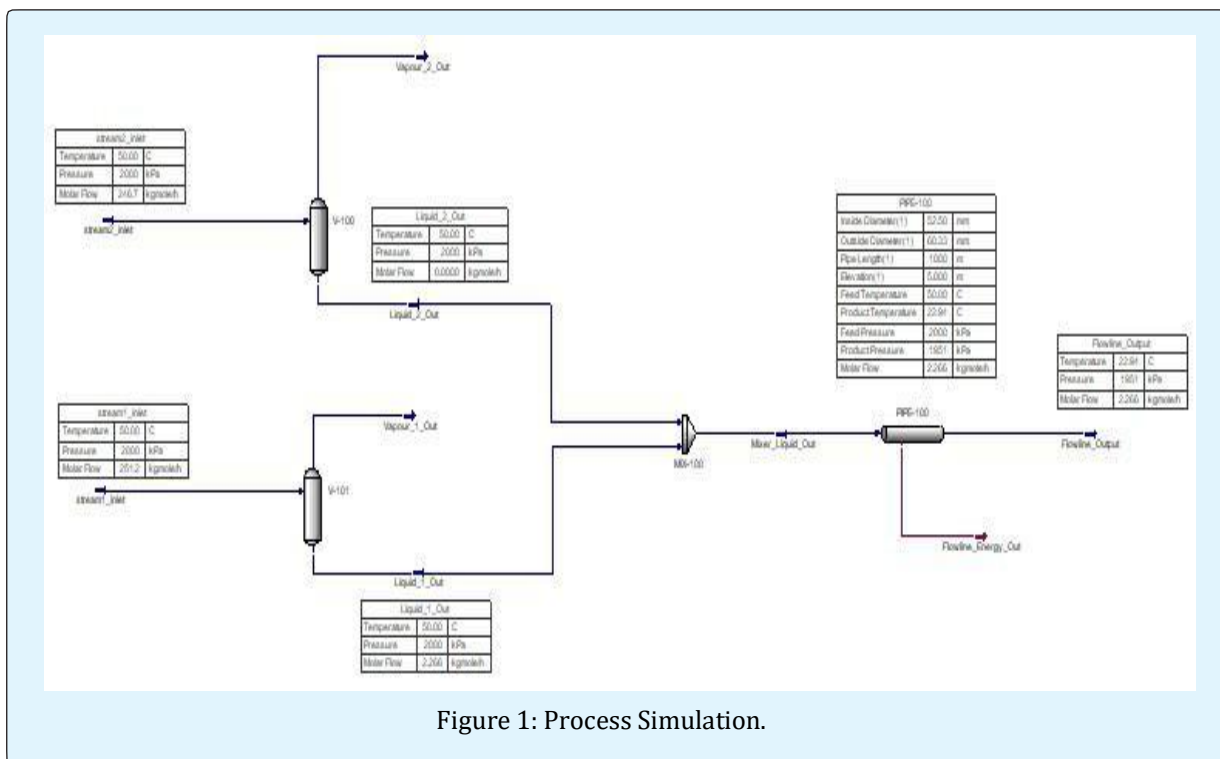 Vapour_2_Out
stream2_inlet
Temperature 50.00 C
Pressure 2000 kPa
Molar Flow 246.7 kgmole/h
stream2_inlet
V-100
Liquid_2_Out
Temperature 50.00 C
Pressure 2000 kPa
Molar Flow 0.0000 kgmole/h
Liquid_2_Out
PIPE-100
Inside Diameter(1) 52.50 mm
Outside Diameter(1) 60.33 mm
Pipe Length(1) 1000 m
Elevation(1) 5.000 m
Feed Temperature 50.00 C
Product Temperature 22.91 C
Feed Pressure 2000 kPa
Product Pressure 1951 kPa
Molar Flow 2.266 kgmole/h
Flowline_Output
Temperature 22.91 C
Pressure 1951 kPa
Molar Flow 2.266 kgmole/h
stream1_inlet
Temperature 50.00 C
Pressure 2000 kPa
Molar Flow 251.2 kgmole/h
stream1_inlet
Vapour_1_Out
V-101
MIX-100
Mixer_Liquid_Out
PIPE-100
Flowline_Output
Flowline_Energy_Out
Liquid_1_Out
Liquid_1_Out
Temperature 50.00 C
Pressure 2000 kPa
Molar Flow 2.266 kgmole/h
Figure 1: Process Simulation.